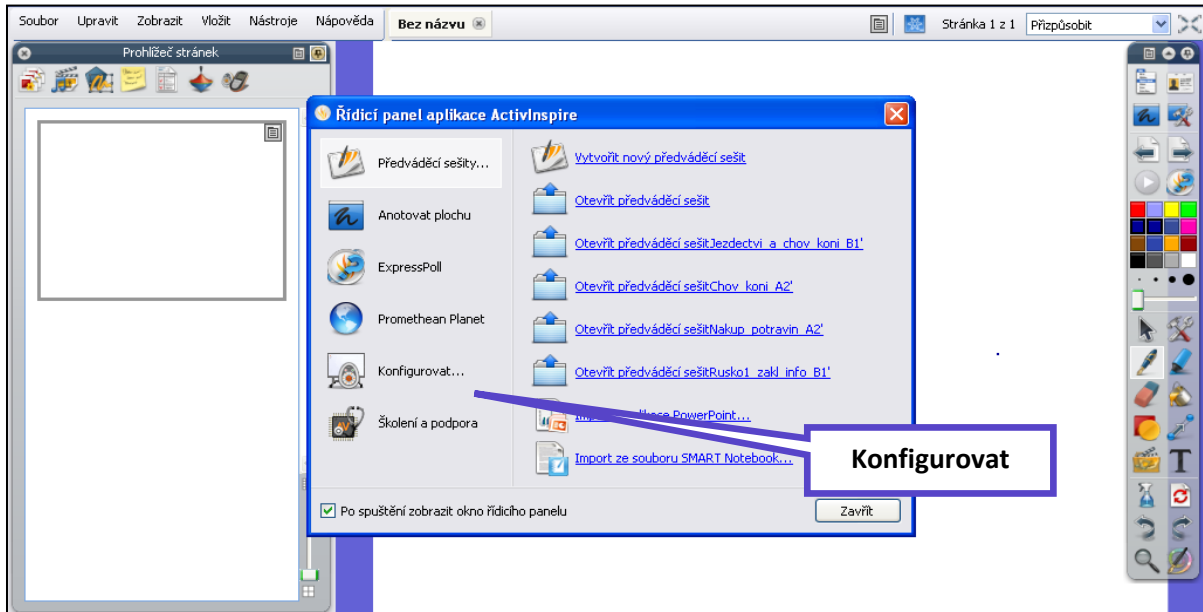 Soubor Upravit Zobrazit Vložit Nástroje Nápověda Bez názvu Stránka 1 z 1 Přizpůsobit
Prohlížeč stránek
Řídicí panel aplikace ActivInspire
Předváděcí sešity...
Anotovat plochu
ExpressPoll
Promethean Planet
Konfigurovat...
Školení a podpora
Vytvořit nový předváděcí sešit
Otevřít předváděcí sešit
Otevřít předváděcí sešitJezdectvi_a_chov_koni_B1'
Otevřít předváděcí sešitChov_koni_A2'
Otevřít předváděcí sešitNakup_potravin_A2'
Otevřít předváděcí sešitRusko1_zakl_info_B1'
PowerPoint...
Import ze souboru SMART Notebook...
Konfigurovat
Po spuštění zobrazit okno řídicího panelu
Zavřít